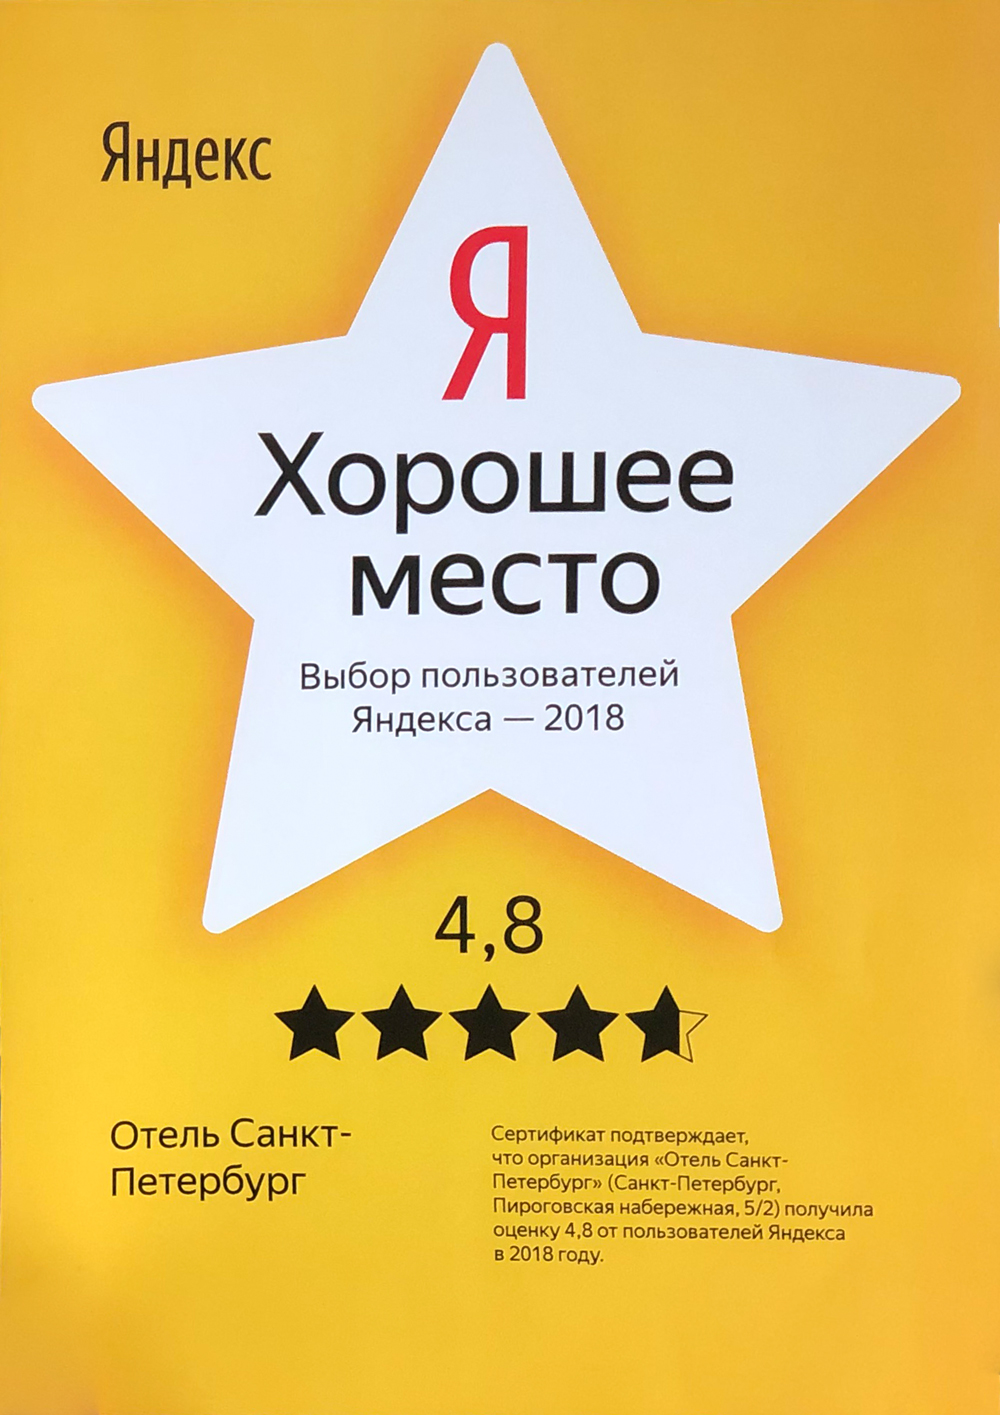 Яндекс
Я
Хорошее
место
Выбор пользователей
Яндекса — 2018
4,8
Отель Санкт-
Петербург
Сертификат подтверждает,
что организация «Отель Санкт-
Петербург» (Санкт-Петербург,
Пироговская набережная, 5/2) получила
оценку 4,8 от пользователей Яндекса
в 2018 году.